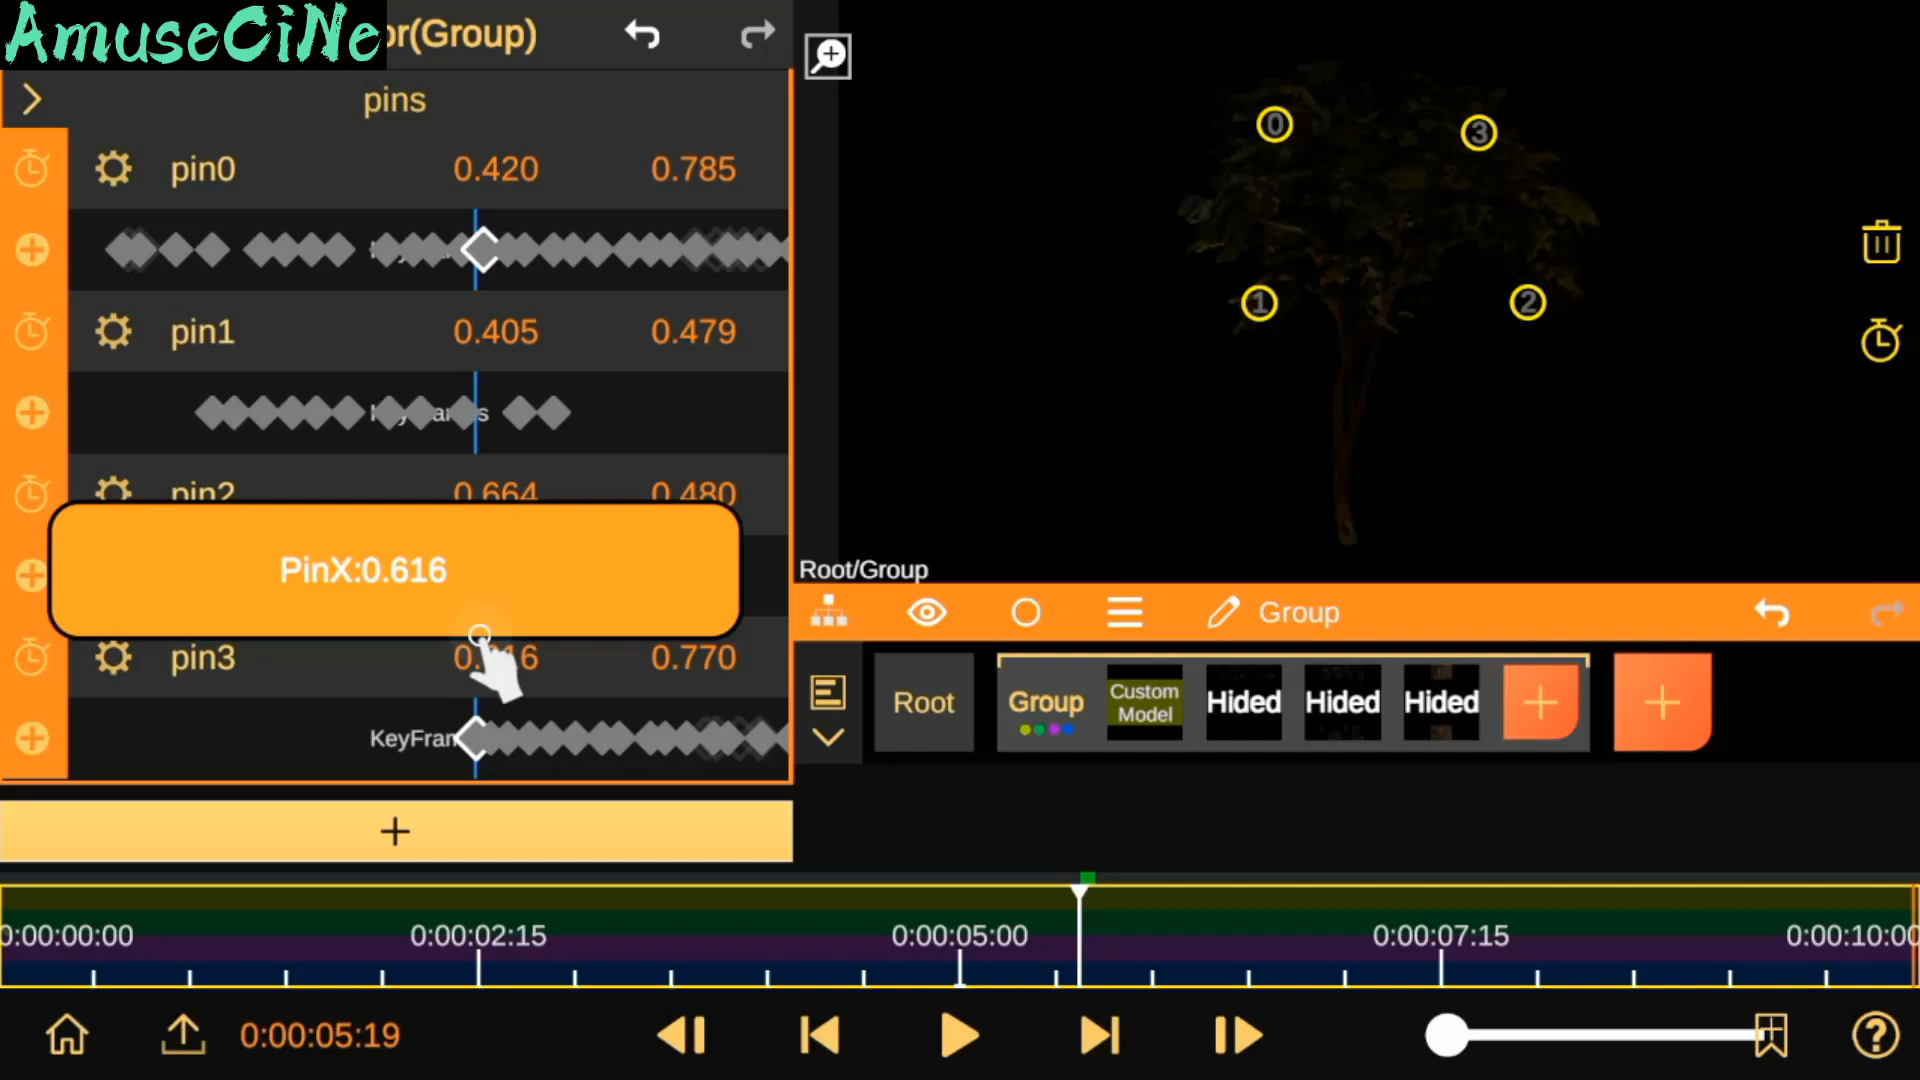 AmuseCiNe
or(Group)
pins
pin0 0.420 0.785
pin1 0.405 0.479
pin2 0.664 0.480
PinX:0.616
pin3 0.770
0
3
1
2
Root/Group
Group
Root
Group
Custom
Model
Hided
Hided
Hided
0:00:00:00 0:00:02:15 0:00:05:00 0:00:07:15 0:00:10:00
0:00:05:19